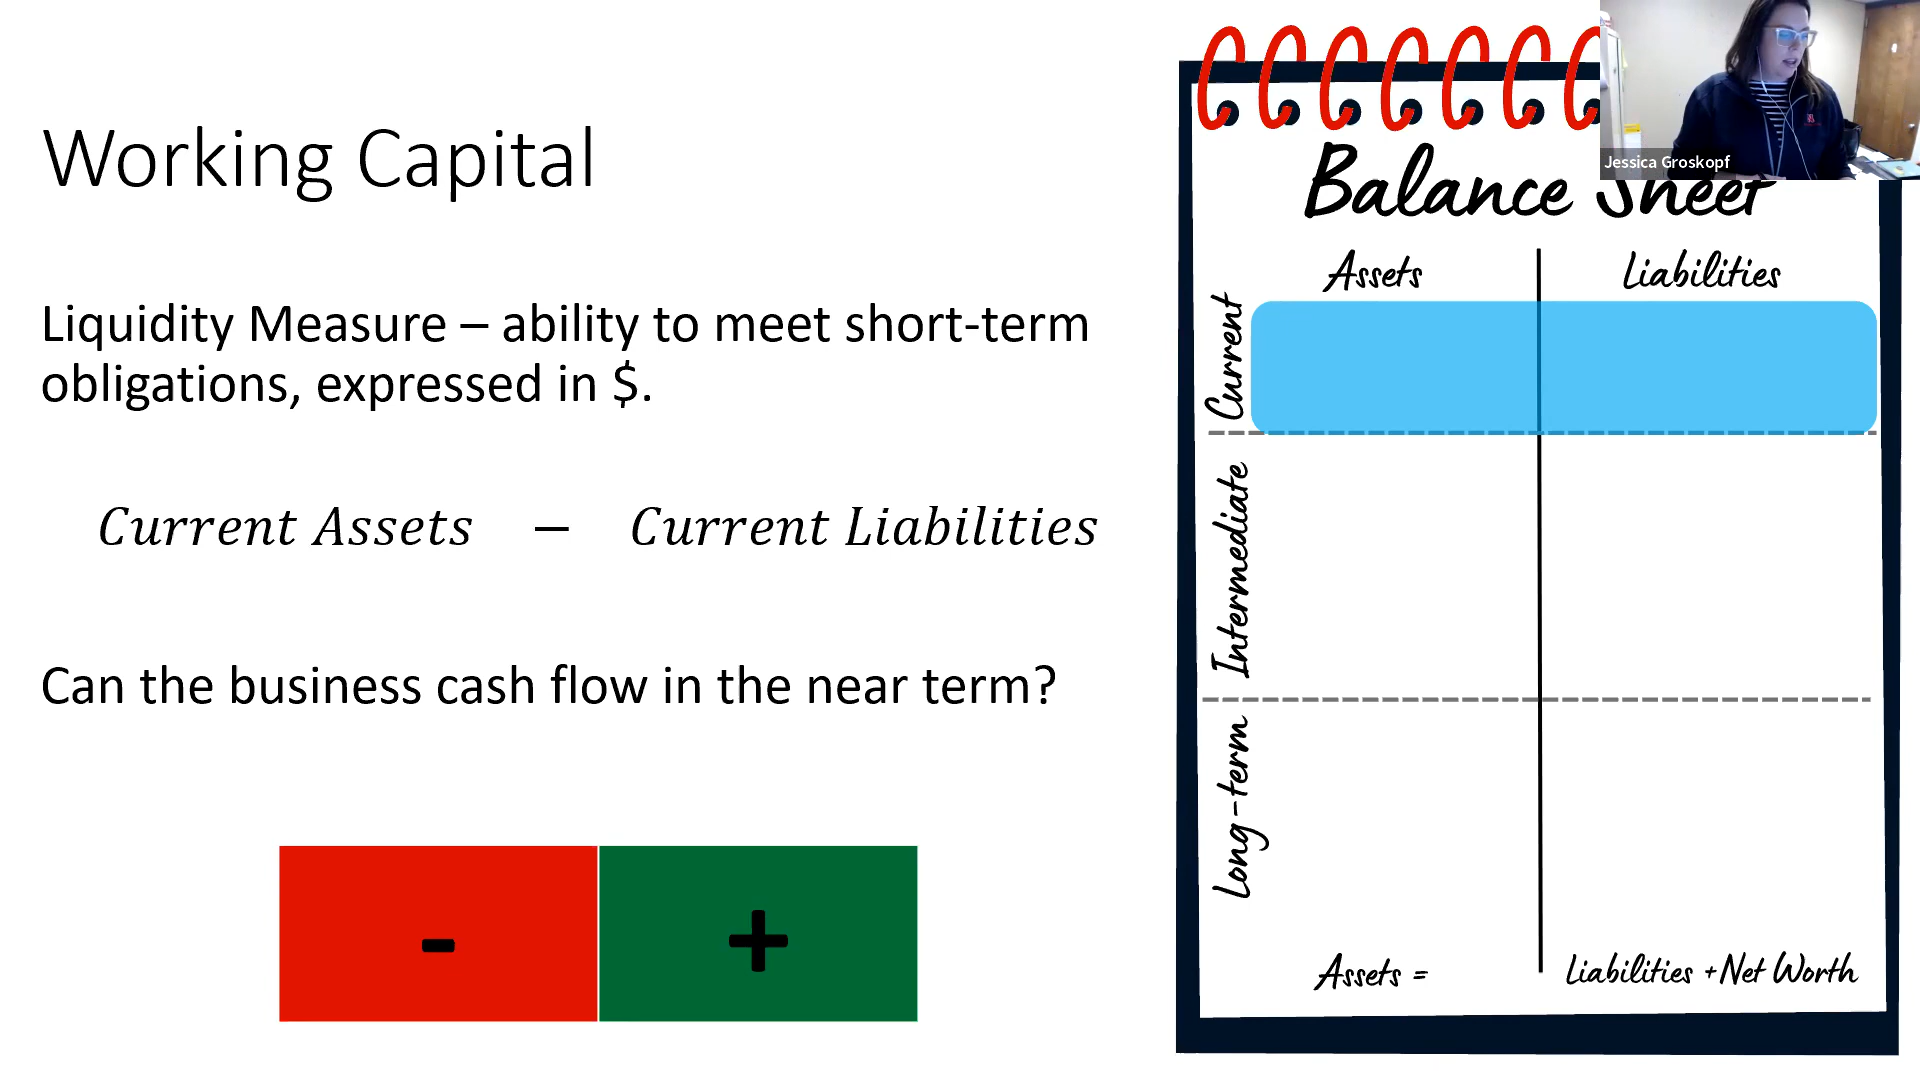 Working Capital
Liquidity Measure – ability to meet short-term
obligations, expressed in $.
Current Assets − Current Liabilities
Can the business cash flow in the near term?
- +
Jessica Groskopf
Balance Sheet
Assets Liabilities
Current
Intermediate
Long-term
Assets = Liabilities + Net Worth